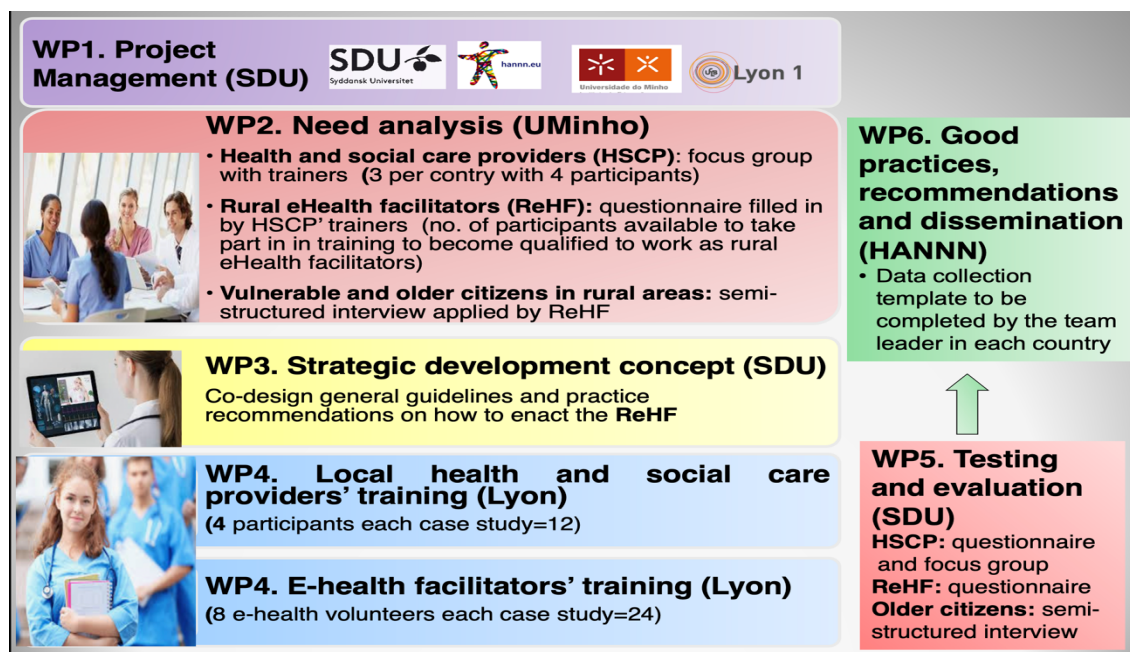 WP1. Project
Management (SDU)
SDU
Syddansk Universitet
hannn.eu
Universidade do Minho
Lyon 1
WP2. Need analysis (UMinho)
• Health and social care providers (HSCP): focus group
with trainers (3 per contry with 4 participants)
• Rural eHealth facilitators (ReHF): questionnaire filled in
by HSCP' trainers (no. of participants available to take
part in in training to become qualified to work as rural
eHealth facilitators)
• Vulnerable and older citizens in rural areas: semi-
structured interview applied by ReHF
WP3. Strategic development concept (SDU)
Co-design general guidelines and practice
recommendations on how to enact the ReHF
WP4. Local health and social care
providers' training (Lyon)
(4 participants each case study=12)
WP4. E-health facilitators' training (Lyon)
(8 e-health volunteers each case study=24)
WP6. Good
practices,
recommendations
and dissemination
(HANNN)
• Data collection
template to be
completed by the team
leader in each country
WP5. Testing
and evaluation
(SDU)
HSCP: questionnaire
and focus group
ReHF: questionnaire
Older citizens: semi-
structured interview